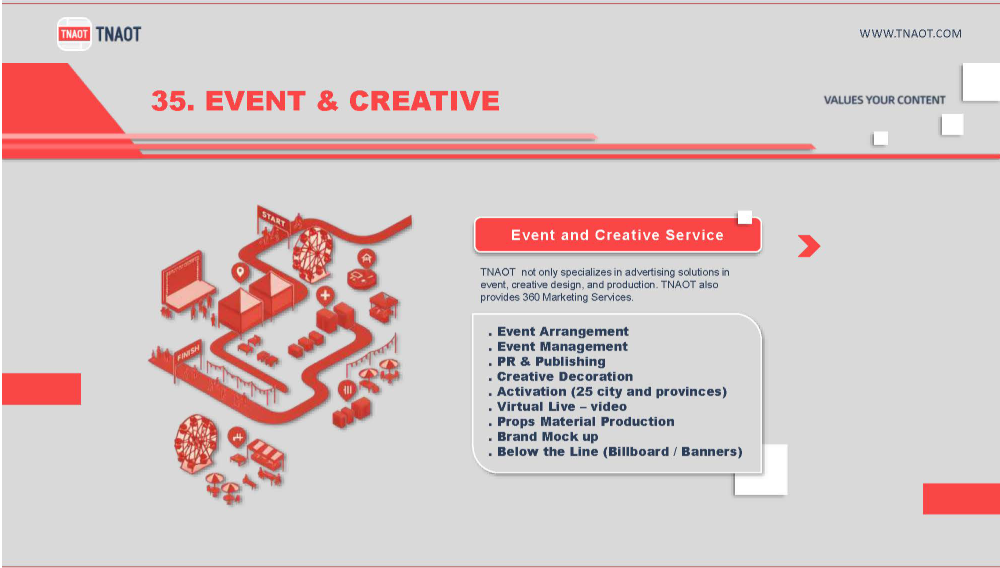 TNAOT TNAOT
WWW.TNAOT.COM
35. EVENT & CREATIVE
VALUES YOUR CONTENT
START
FINISH
Event and Creative Service
TNAOT not only specializes in advertising solutions in
event, creative design, and production. TNAOT also
provides 360 Marketing Services.
. Event Arrangement
. Event Management
. PR & Publishing
. Creative Decoration
. Activation (25 city and provinces)
. Virtual Live – video
. Props Material Production
. Brand Mock up
. Below the Line (Billboard / Banners)